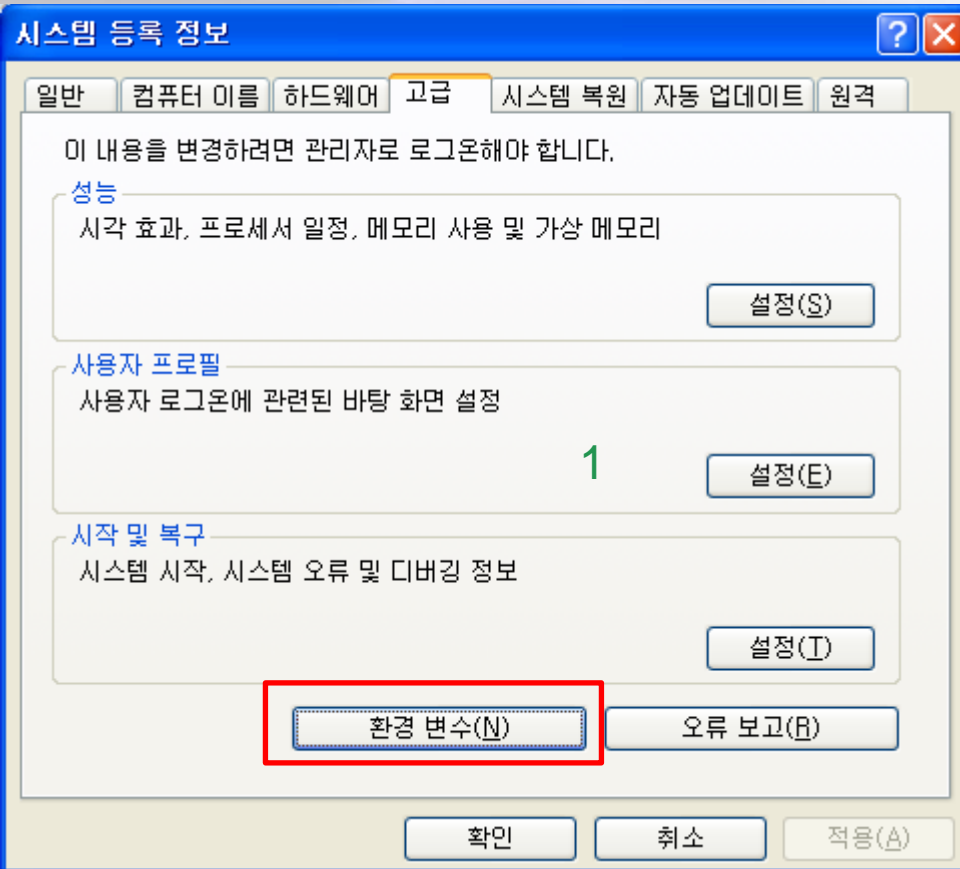 시스템 등록 정보
일반 컴퓨터 이름 하드웨어 고급 시스템 복원 자동 업데이트 원격
이 내용을 변경하려면 관리자로 로그온해야 합니다.
성능
시각 효과, 프로세서 일정, 메모리 사용 및 가상 메모리
설정(S)
사용자 프로필
사용자 로그온에 관련된 바탕 화면 설정
1
설정(E)
시작 및 복구
시스템 시작, 시스템 오류 및 디버깅 정보
설정(T)
환경 변수(N) 오류 보고(R)
확인 취소 적용(A)